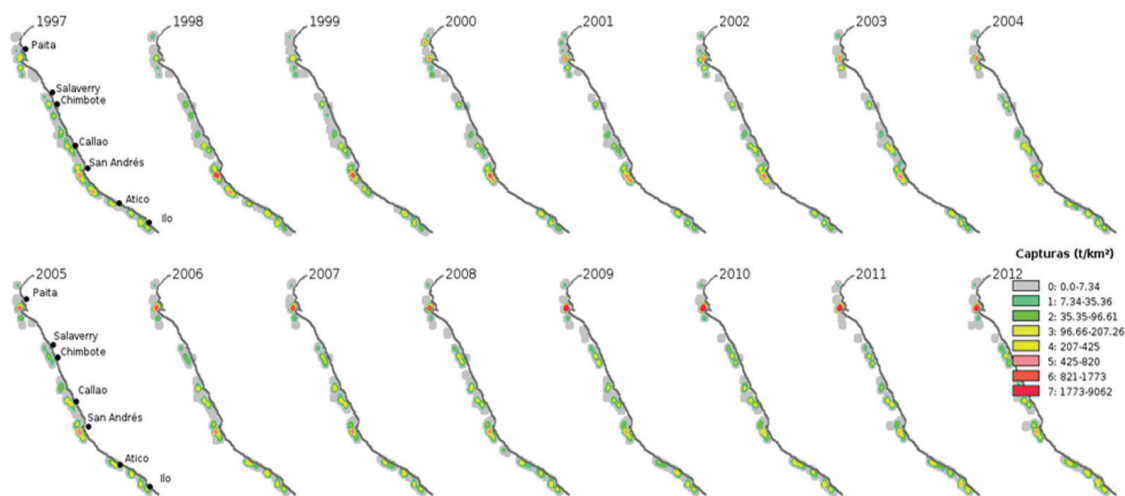 1997 1998 1999 2000 2001 2002 2003 2004
Paita
Salaverry
Chimbote
Callao
San Andrés
Atico
Ilo
2005 2006 2007 2008 2009 2010 2011 2012
Paita
Salaverry
Chimbote
Callao
San Andrés
Atico
Ilo
Capturas (t/km²)
0: 0.0-7.34
1: 7.34-35.36
2: 35.35-96.61
3: 96.66-207.26
4: 207-425
5: 425-820
6: 821-1773
7: 1773-9062